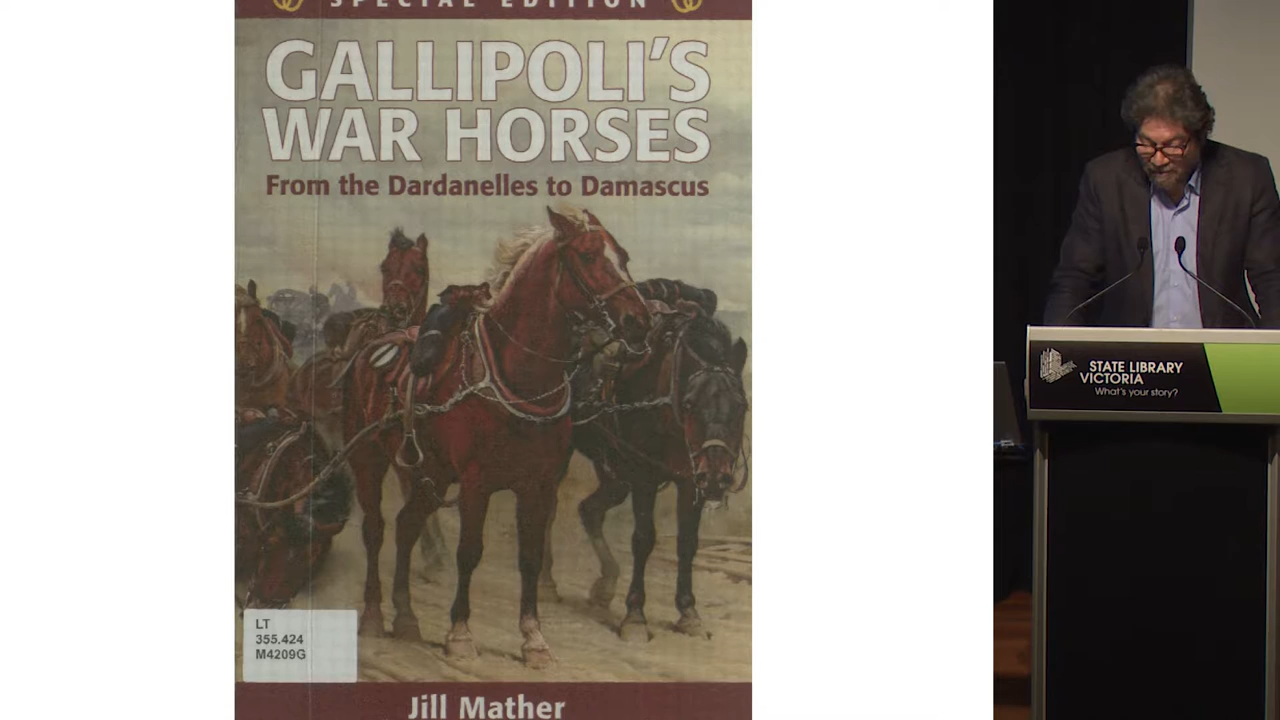 SPECIAL EDITION
GALLIPOLI'S
WAR HORSES
From the Dardanelles to Damascus
LT
355.424
M4209G
Jill Mather
STATE LIBRARY
VICTORIA
What's your story?